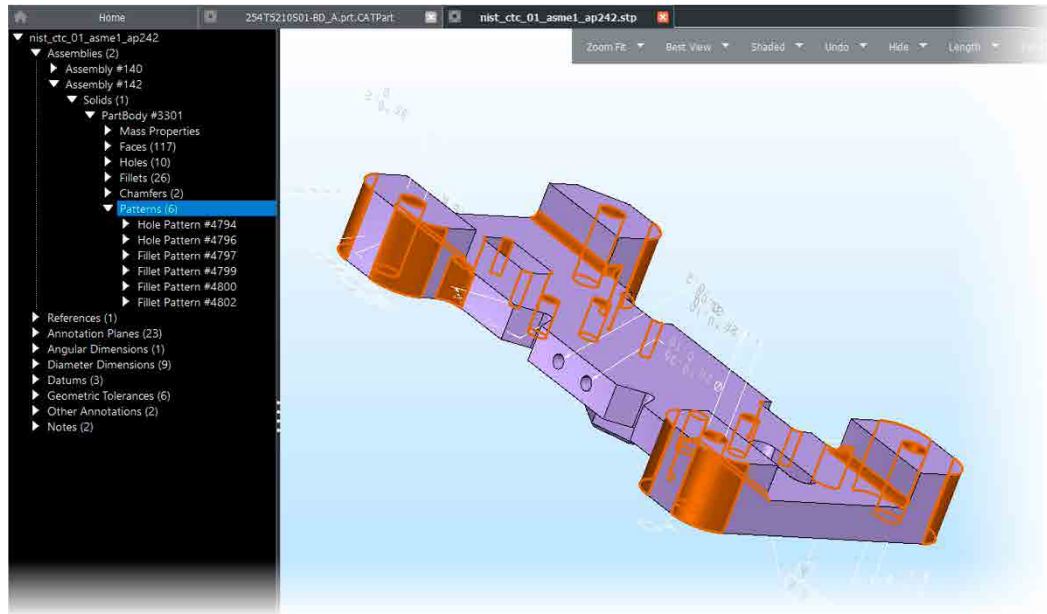 Home
254TS210S01-BD_A.prt.CATPart
nist_ctc_01_asme1_ap242.stp
Zoom Fit Best View Shaded Undo Hide Length
nist_ctc_01_asme1_ap242
Assemblies (2)
Assembly #140
Assembly #142
Solids (1)
PartBody #3301
Mass Properties
Faces (117)
Holes (10)
Fillets (26)
Chamfers (2)
Patterns (6)
Hole Pattern #4794
Hole Pattern #4796
Fillet Pattern #4797
Fillet Pattern #4799
Fillet Pattern #4800
Fillet Pattern #4802
References (1)
Annotation Planes (23)
Angular Dimensions (1)
Diameter Dimensions (9)
Datums (3)
Geometric Tolerances (6)
Other Annotations (2)
Notes (2)